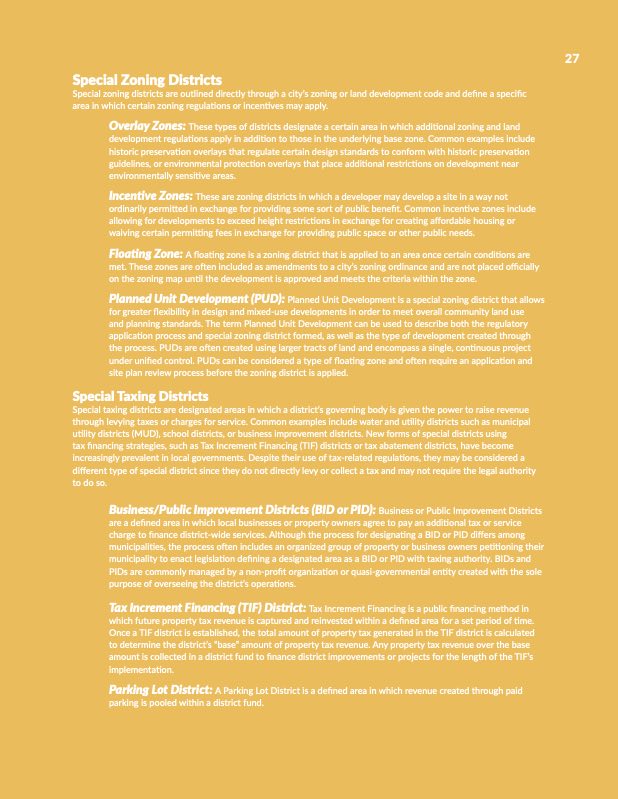 27
Special Zoning Districts
Special zoning districts are outlined directly through a city's zoning or land development code and define a specific
area in which certain zoning regulations or incentives may apply.
Overlay Zones: These types of districts designate a certain area in which additional zoning and land
development regulations apply in addition to those in the underlying base zone. Common examples include
historic preservation overlays that regulate certain design standards to conform with historic preservation
guidelines, or environmental protection overlays that place additional restrictions on development near
environmentally sensitive areas.
Incentive Zones: These are zoning districts in which a developer may develop a site in a way not
ordinarily permitted in exchange for providing some sort of public benefit. Common incentive zones include
allowing for developments to exceed height restrictions in exchange for creating affordable housing or
waiving certain permitting fees in exchange for providing public space or other public needs.
Floating Zone: A floating zone is a zoning district that is applied to an area once certain conditions are
met. These zones are often included as amendments to a city's zoning ordinance and are not placed officially
on the zoning map until the development is approved and meets the criteria within the zone.
Planned Unit Development (PUD): Planned Unit Development is a special zoning district that allows
for greater flexibility in design and mixed-use developments in order to meet overall community land use
and planning standards. The term Planned Unit Development can be used to describe both the regulatory
application process and special zoning district formed, as well as the type of development created through
the process. PUDs are often created using larger tracts of land and encompass a single, continuous project
under unified control. PUDs can be considered a type of floating zone and often require an application and
site plan review process before the zoning district is applied.
Special Taxing Districts
Special taxing districts are designated areas in which a district's governing body is given the power to raise revenue
through levying taxes or charges for service. Common examples include water and utility districts such as municipal
utility districts (MUD), school districts, or business improvement districts. New forms of special districts using
tax financing strategies, such as Tax Increment Financing (TIF) districts or tax abatement districts, have become
increasingly prevalent in local governments. Despite their use of tax-related regulations, they may be considered a
different type of special district since they do not directly levy or collect a tax and may not require the legal authority
to do so.
Business/Public Improvement Districts (BID or PID): Business or Public Improvement Districts
are a defined area in which local businesses or property owners agree to pay an additional tax or service
charge to finance district-wide services. Although the process for designating a BID or PID differs among
municipalities, the process often includes an organized group of property or business owners petitioning their
municipality to enact legislation defining a designated area as a BID or PID with taxing authority. BIDs and
PIDs are commonly managed by a non-profit organization or quasi-governmental entity created with the sole
purpose of overseeing the district's operations.
Tax Increment Financing (TIF) District: Tax Increment Financing is a public financing method in
which future property tax revenue is captured and reinvested within a defined area for a set period of time.
Once a TIF district is established, the total amount of property tax generated in the TIF district is calculated
to determine the district's "base" amount of property tax revenue. Any property tax revenue over the base
amount is collected in a district fund to finance district improvements or projects for the length of the TIF's
implementation.
Parking Lot District: A Parking Lot District is a defined area in which revenue created through paid
parking is pooled within a district fund.